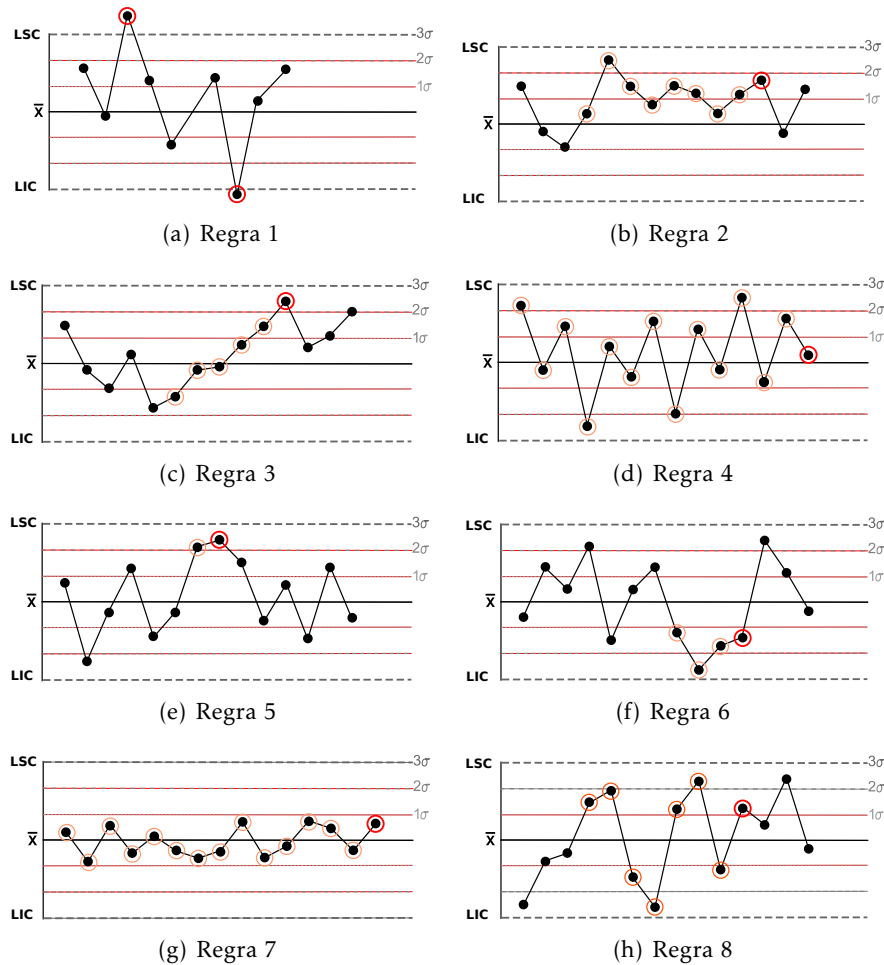 LSC
3σ
2σ
1σ
X̄
LIC
(a) Regra 1
LSC
3σ
2σ
1σ
X̄
LIC
(b) Regra 2
LSC
3σ
2σ
1σ
X̄
LIC
(c) Regra 3
LSC
3σ
2σ
1σ
X̄
LIC
(d) Regra 4
LSC
3σ
2σ
1σ
X̄
LIC
(e) Regra 5
LSC
3σ
2σ
1σ
X̄
LIC
(f) Regra 6
LSC
3σ
2σ
1σ
X̄
LIC
(g) Regra 7
LSC
3σ
2σ
1σ
X̄
LIC
(h) Regra 8